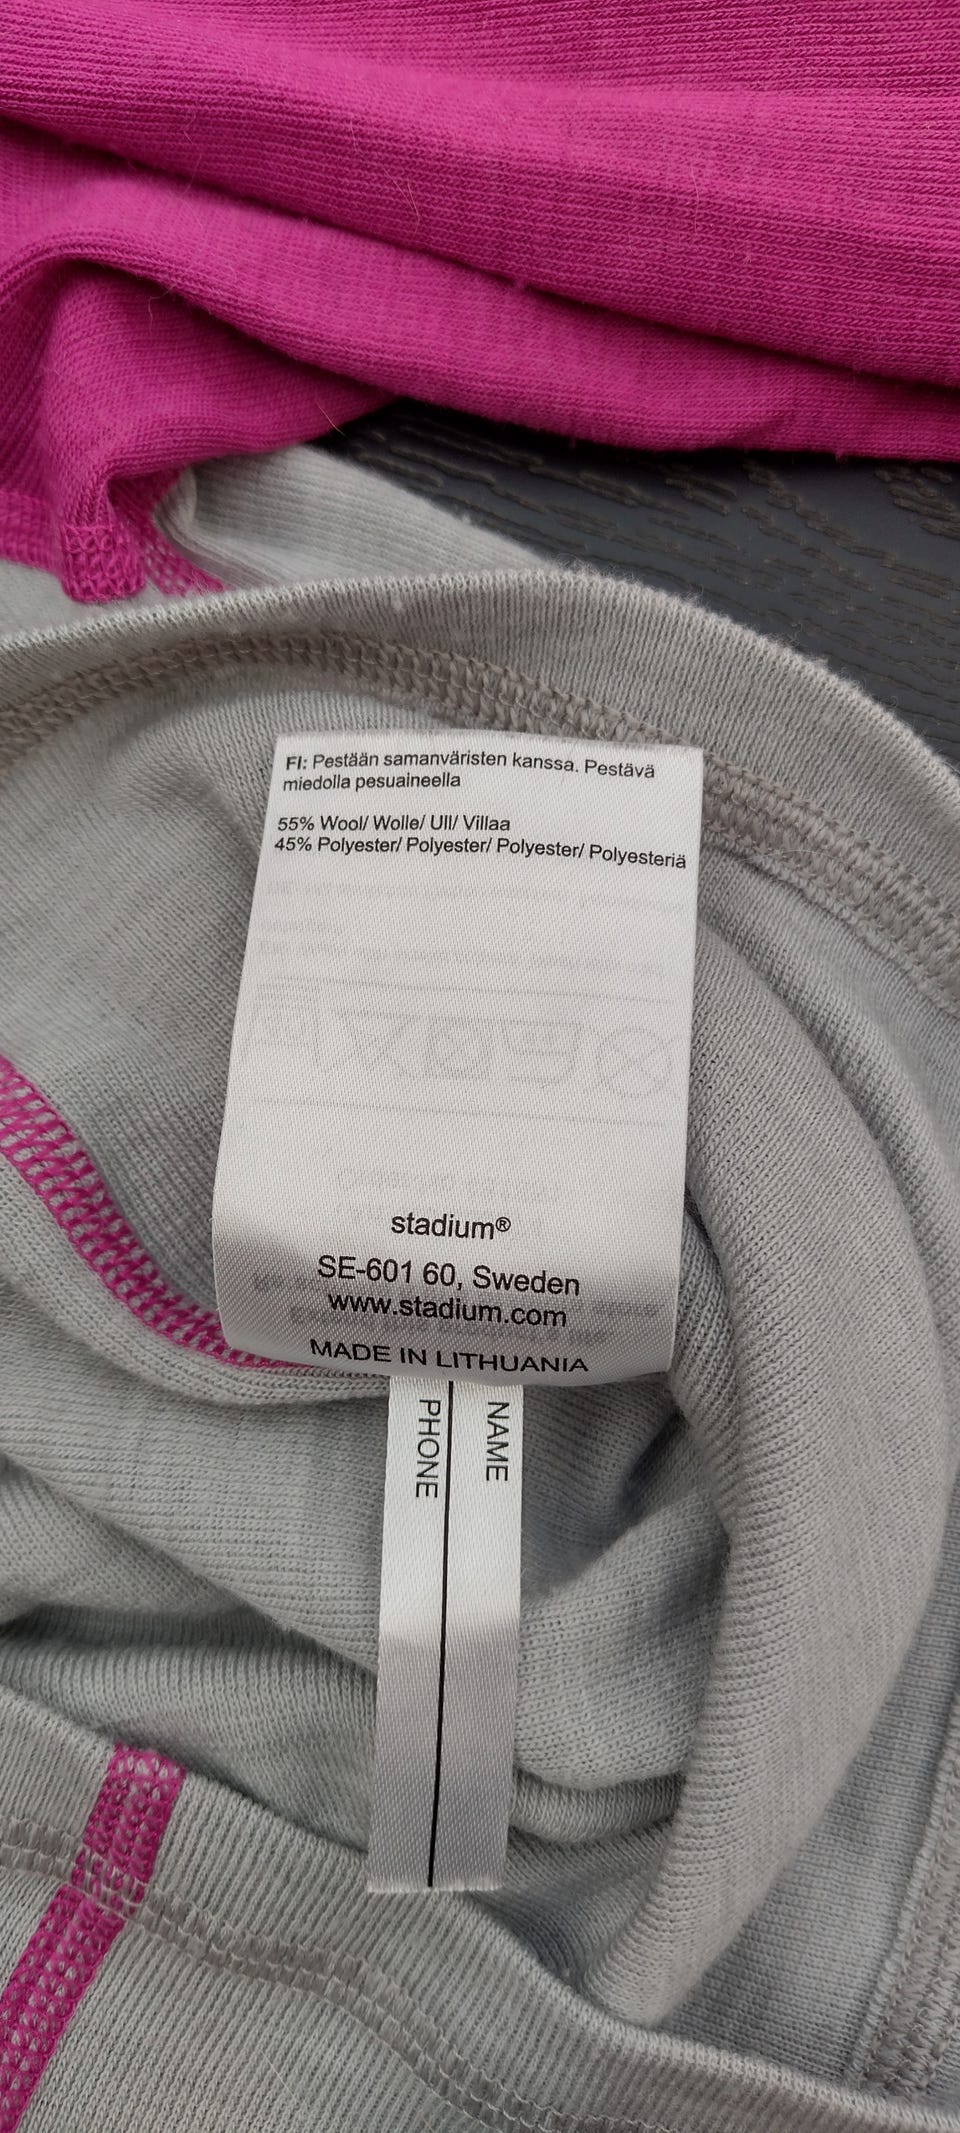 FI: Pestään samanväristen kanssa. Pestävä
miedolla pesuaineella
55% Wool/ Wolle/ Ull/ Villaa
45% Polyester/ Polyester/ Polyester/ Polyesteriä
stadium®
SE-601 60, Sweden
www.stadium.com
MADE IN LITHUANIA
NAME
PHONE